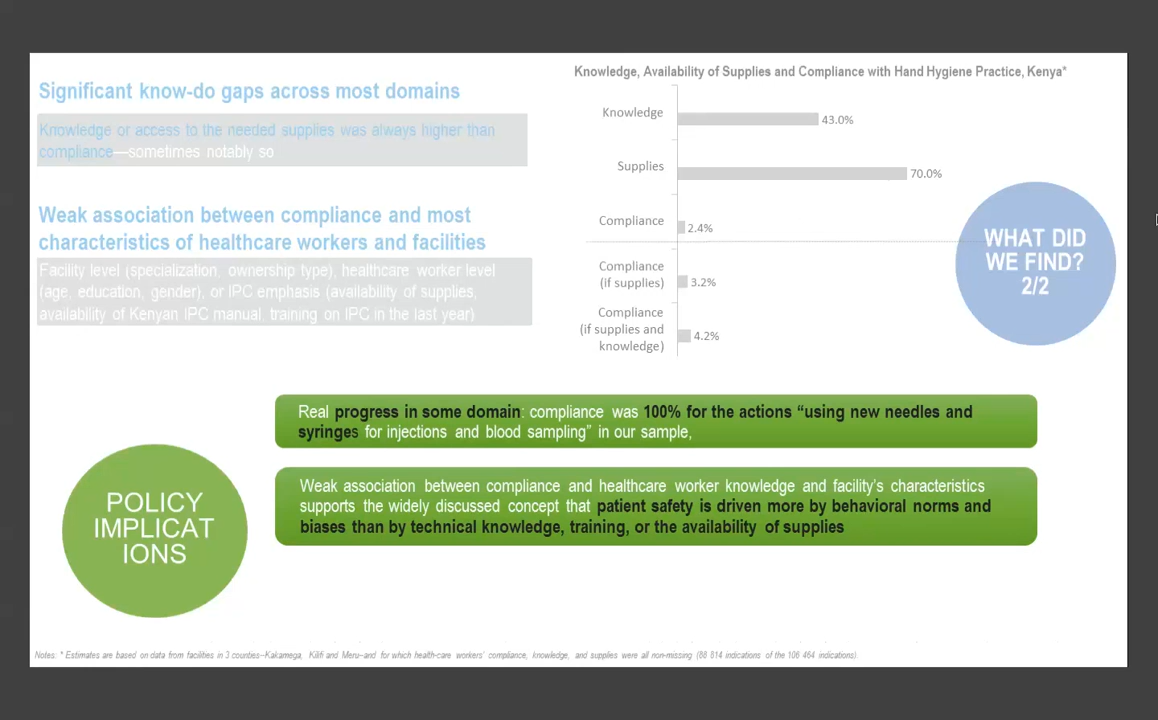 Significant know-do gaps across most domains
Knowledge or access to the needed supplies was always higher than
compliance—sometimes notably so
Weak association between compliance and most
characteristics of healthcare workers and facilities
Facility level (specialization, ownership type), healthcare worker level
(age, education, gender), or IPC emphasis (availability of supplies,
availability of Kenyan IPC manual, training on IPC in the last year)
Knowledge, Availability of Supplies and Compliance with Hand Hygiene Practice, Kenya*
Knowledge
43.0%
Supplies
70.0%
Compliance
2.4%
Compliance
(if supplies)
3.2%
Compliance
(if supplies and
knowledge)
4.2%
WHAT DID
WE FIND?
2/2
POLICY
IMPLICAT
IONS
Real progress in some domain: compliance was 100% for the actions “using new needles and
syringes for injections and blood sampling” in our sample,
Weak association between compliance and healthcare worker knowledge and facility’s characteristics
supports the widely discussed concept that patient safety is driven more by behavioral norms and
biases than by technical knowledge, training, or the availability of supplies
Notes: * Estimates are based on data from facilities in 3 counties–Kakamega, Kilifi and Meru–and for which health-care workers’ compliance, knowledge, and supplies were all non-missing (88 814 indications of the 106 464 indications).